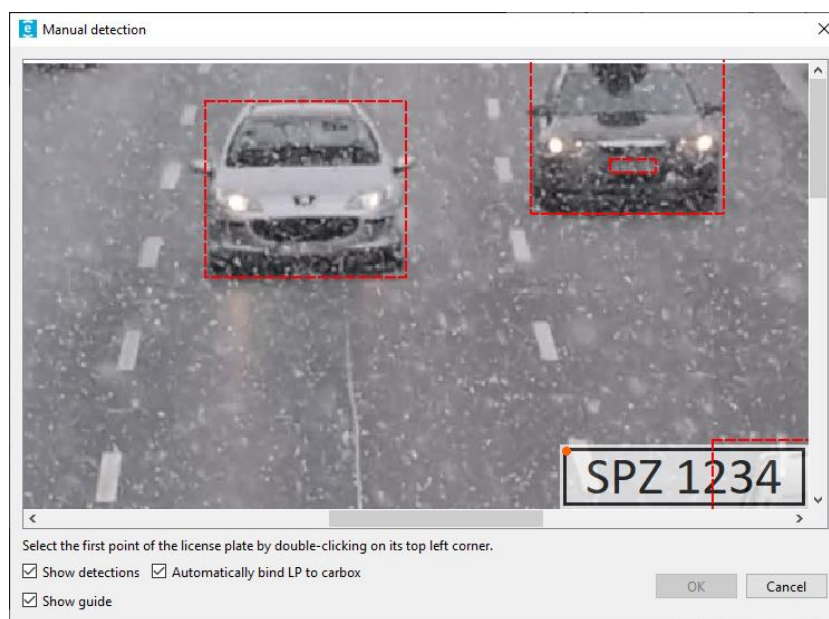 Manual detection
SPZ 1234
Select the first point of the license plate by double-clicking on its top left corner.
Show detections Automatically bind LP to carbox
OK Cancel
Show guide